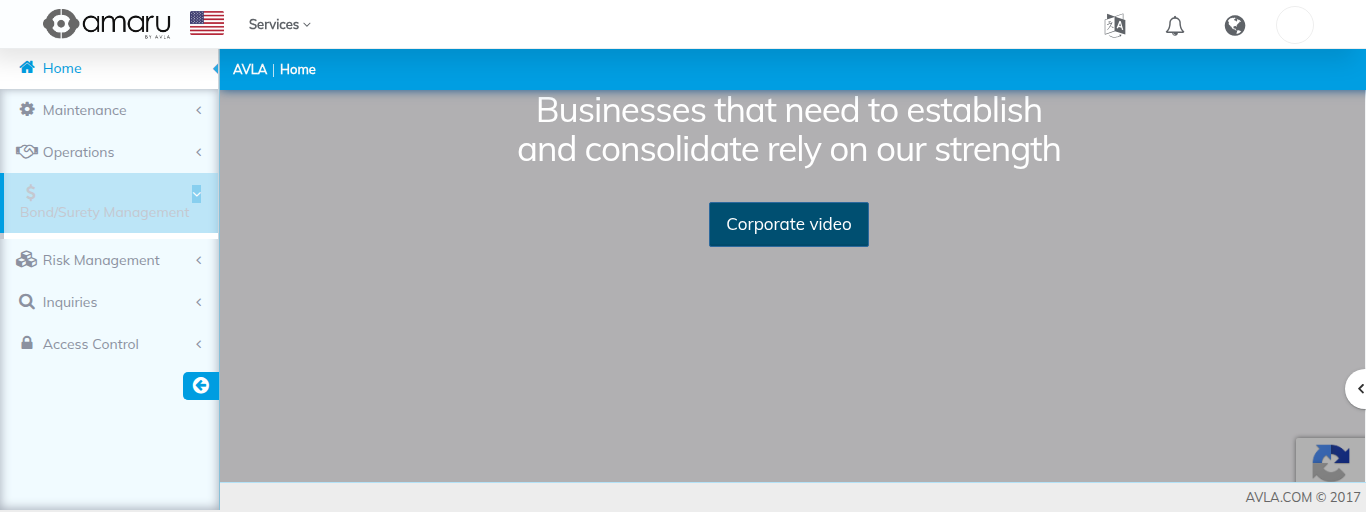 amaru
BY AVLA
Services
Home
AVLA | Home
Maintenance
Operations
Bond/Surety Management
Risk Management
Inquiries
Access Control
Businesses that need to establish
and consolidate rely on our strength
Corporate video
AVLA.COM © 2017